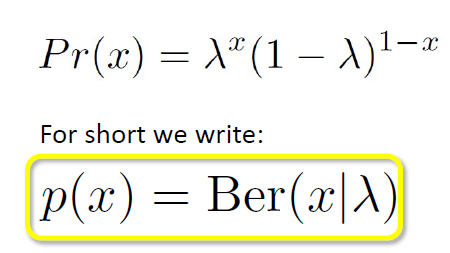 Pr(x) = λ^x(1 − λ)^{1−x}
For short we write:
p(x) = Ber(x|λ)